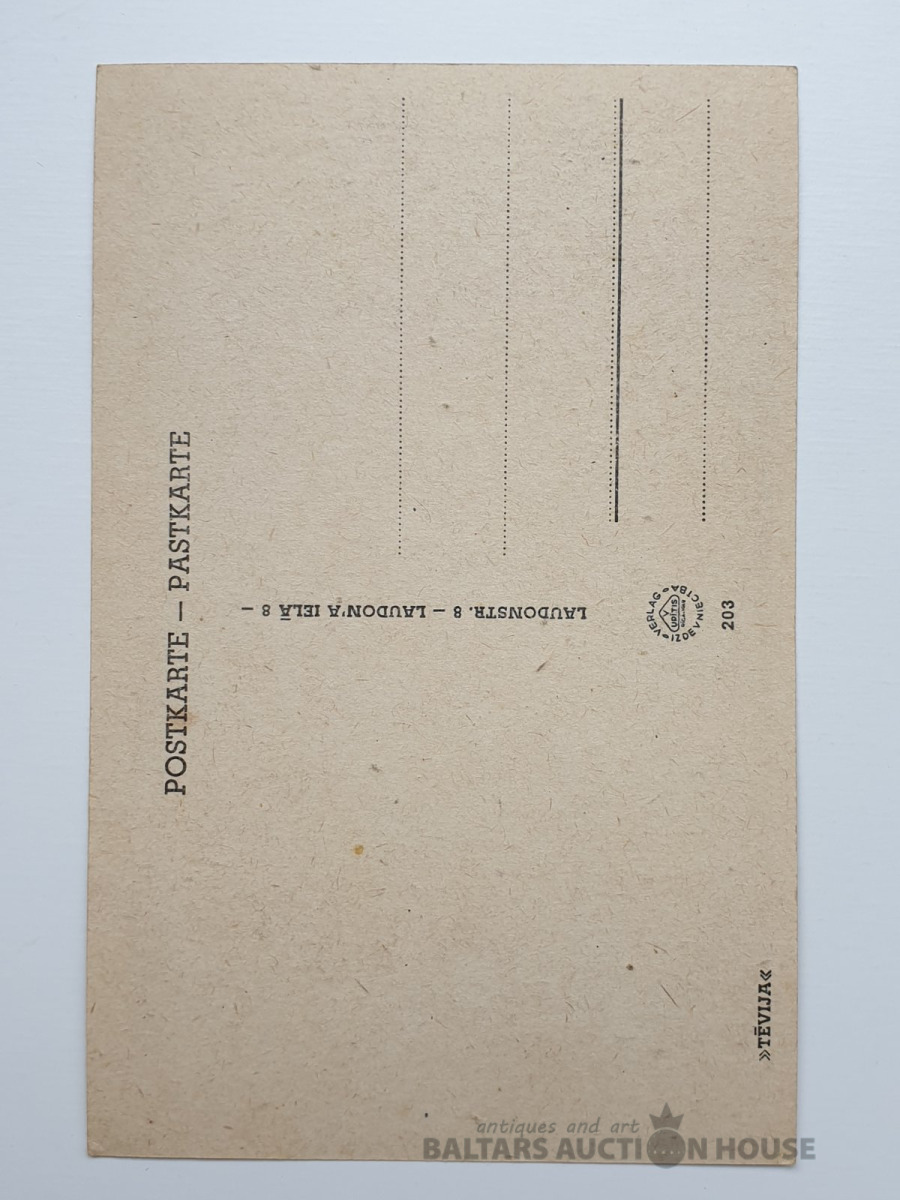 POSTKARTE — PASTKARTE
LAUDONSTR. 8 — LAUDON'A IELĀ 8 —
VERLAG
IZDEVNIECĪBA
203
»TĒVIJA«
antiques and art
BALTARS AUCTION HOUSE